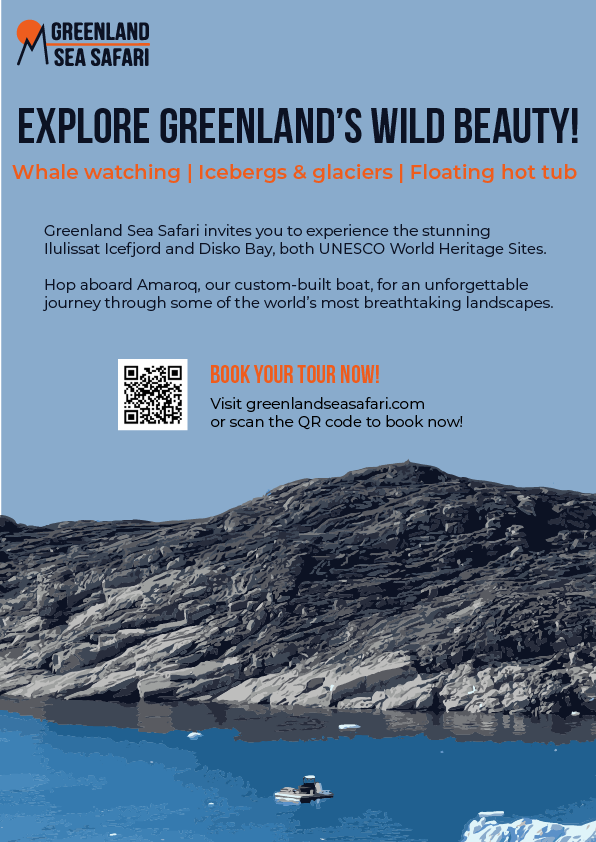 GREENLAND
SEA SAFARI
EXPLORE GREENLAND'S WILD BEAUTY!
Whale watching | Icebergs & glaciers | Floating hot tub
Greenland Sea Safari invites you to experience the stunning
Ilulissat Icefjord and Disko Bay, both UNESCO World Heritage Sites.
Hop aboard Amaroq, our custom-built boat, for an unforgettable
journey through some of the world's most breathtaking landscapes.
BOOK YOUR TOUR NOW!
Visit greenlandseasafari.com
or scan the QR code to book now!